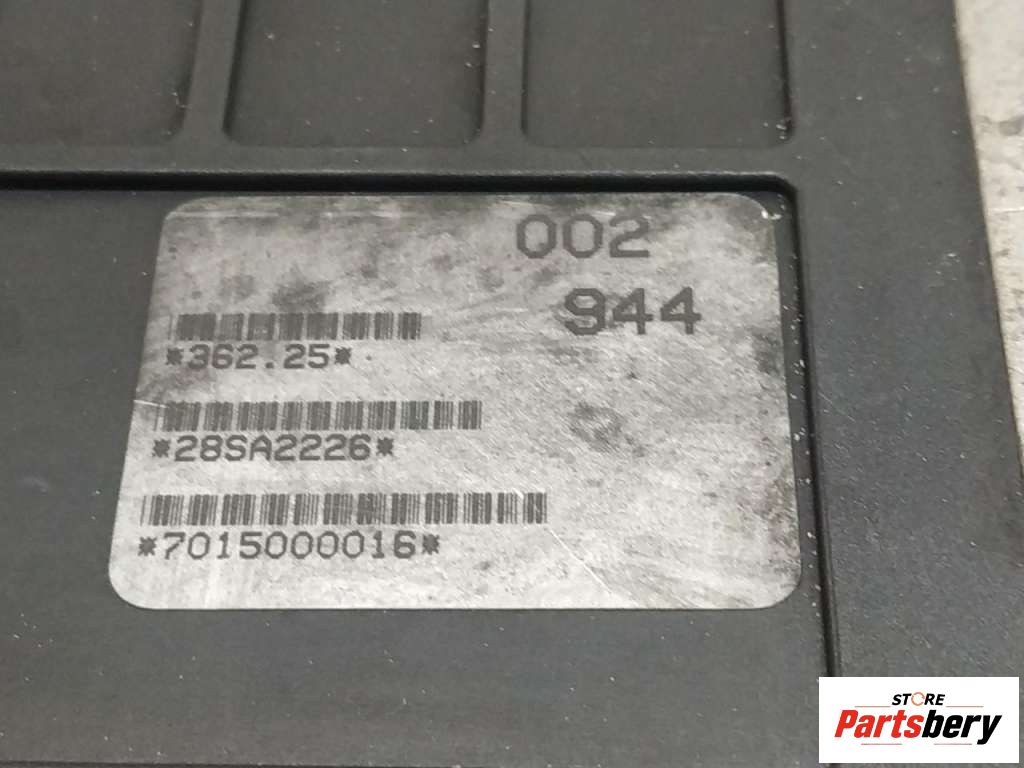 002
944
*362.25*
*28SA2226*
*7015000016*
STORE
Partsbery